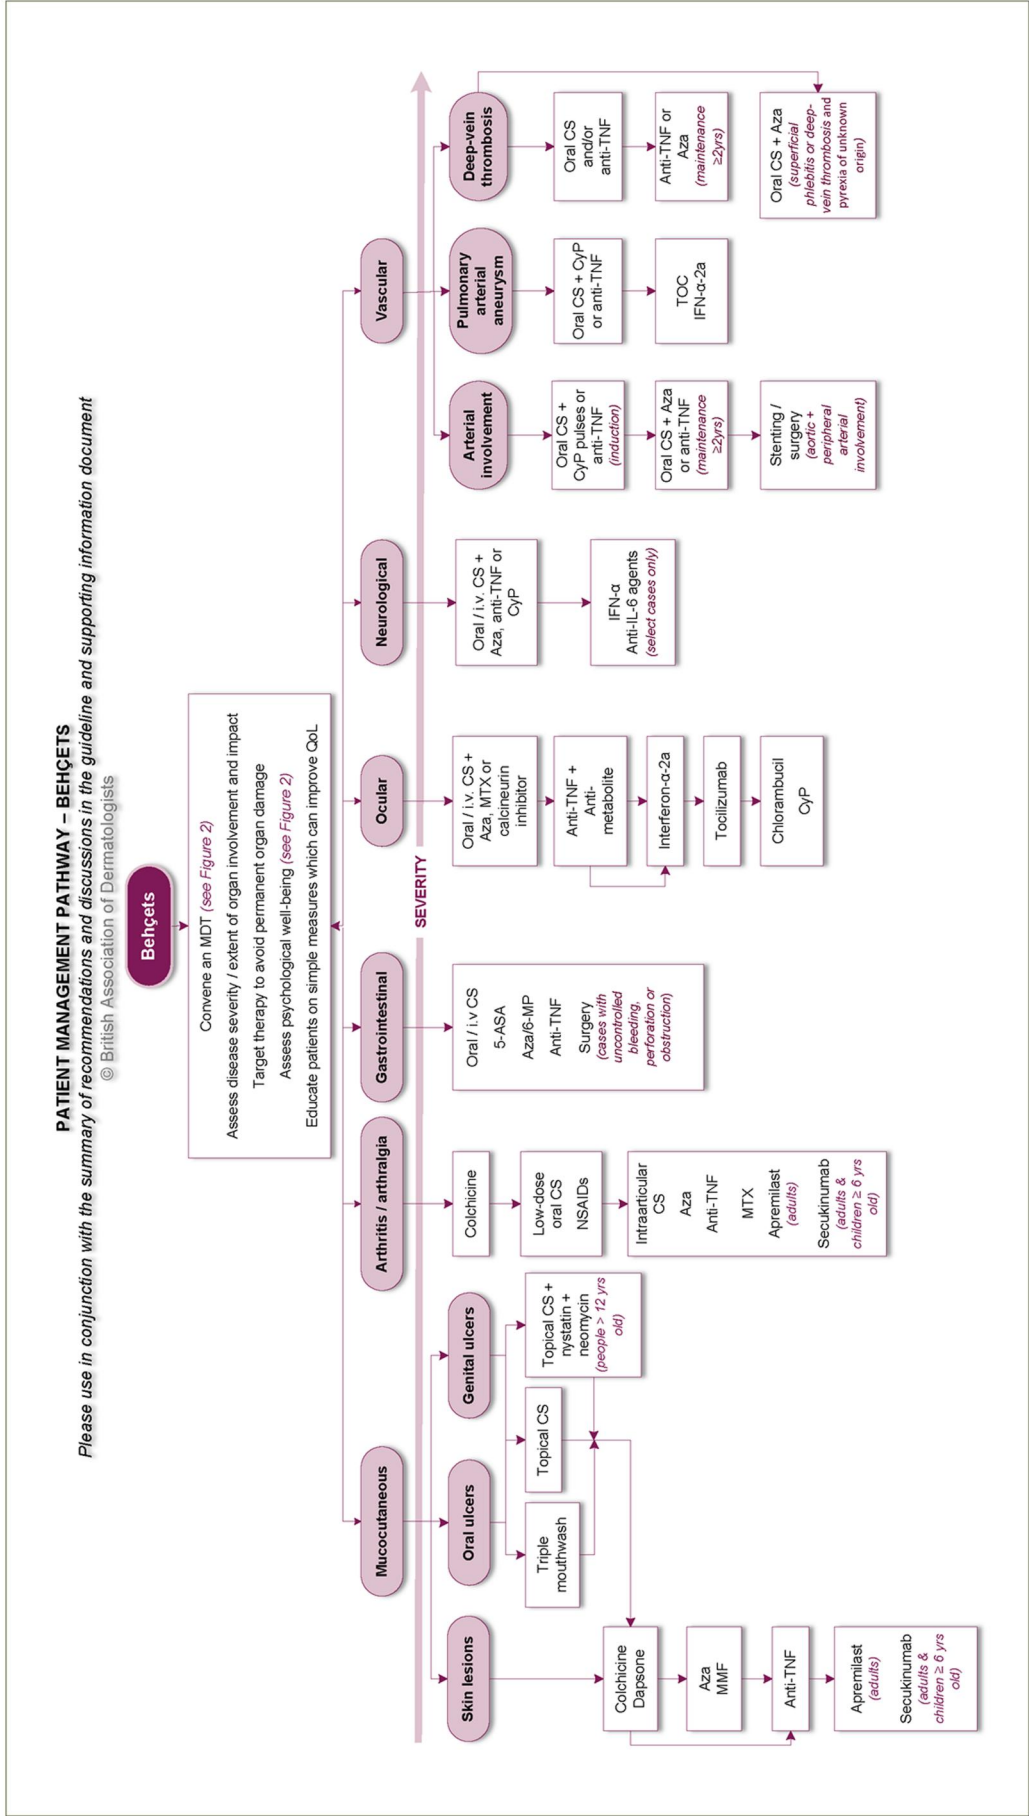 PATIENT MANAGEMENT PATHWAY – BEHÇETS
Please use in conjunction with the summary of recommendations and discussions in the guideline and supporting information document
© British Association of Dermatologists
Behçets
Convene an MDT (see Figure 2)
Assess disease severity / extent of organ involvement and impact
Target therapy to avoid permanent organ damage
Assess psychological well-being (see Figure 2)
Educate patients on simple measures which can improve QoL
Mucocutaneous
Arthritis / arthralgia
Gastrointestinal
Ocular
Neurological
Vascular
SEVERITY
Skin lesions
Oral ulcers
Genital ulcers
Arterial
involvement
Pulmonary
arterial
aneurysm
Deep-vein
thrombosis
Triple
mouthwash
Topical CS
Topical CS +
nystatin +
neomycin
(people > 12 yrs
old)
Colchicine
Dapsone
Aza
MMF
Anti-TNF
Apremilast
(adults)
Secukinumab
(adults &
children ≥ 6 yrs
old)
Colchicine
Low-dose
oral CS
NSAIDs
Intraarticular
CS
Aza
Anti-TNF
MTX
Apremilast
(adults)
Secukinumab
(adults &
children ≥ 6 yrs
old)
Oral / i.v CS
5-ASA
Aza/6-MP
Anti-TNF
Surgery
(cases with
uncontrolled
bleeding,
perforation or
obstruction)
Oral / i.v. CS +
Aza, MTX or
calcineurin
inhibitor
Anti-TNF +
Anti-
metabolite
Interferon-α-2a
Tocilizumab
Chlorambucil
CyP
Oral / i.v. CS +
Aza, anti-TNF or
CyP
IFN-α
Anti-IL-6 agents
(select cases only)
Oral CS +
CyP pulses or
anti-TNF
(induction)
Oral CS + Aza
or anti-TNF
(maintenance
≥2yrs)
Stenting /
surgery
(aortic +
peripheral
arterial
involvement)
Oral CS + CyP
or anti-TNF
TOC
IFN-α-2a
Oral CS
and/or
anti-TNF
Anti-TNF or
Aza
(maintenance
≥2yrs)
Oral CS + Aza
(superficial
phlebitis or deep-
vein thrombosis and
pyrexia of unknown
origin)